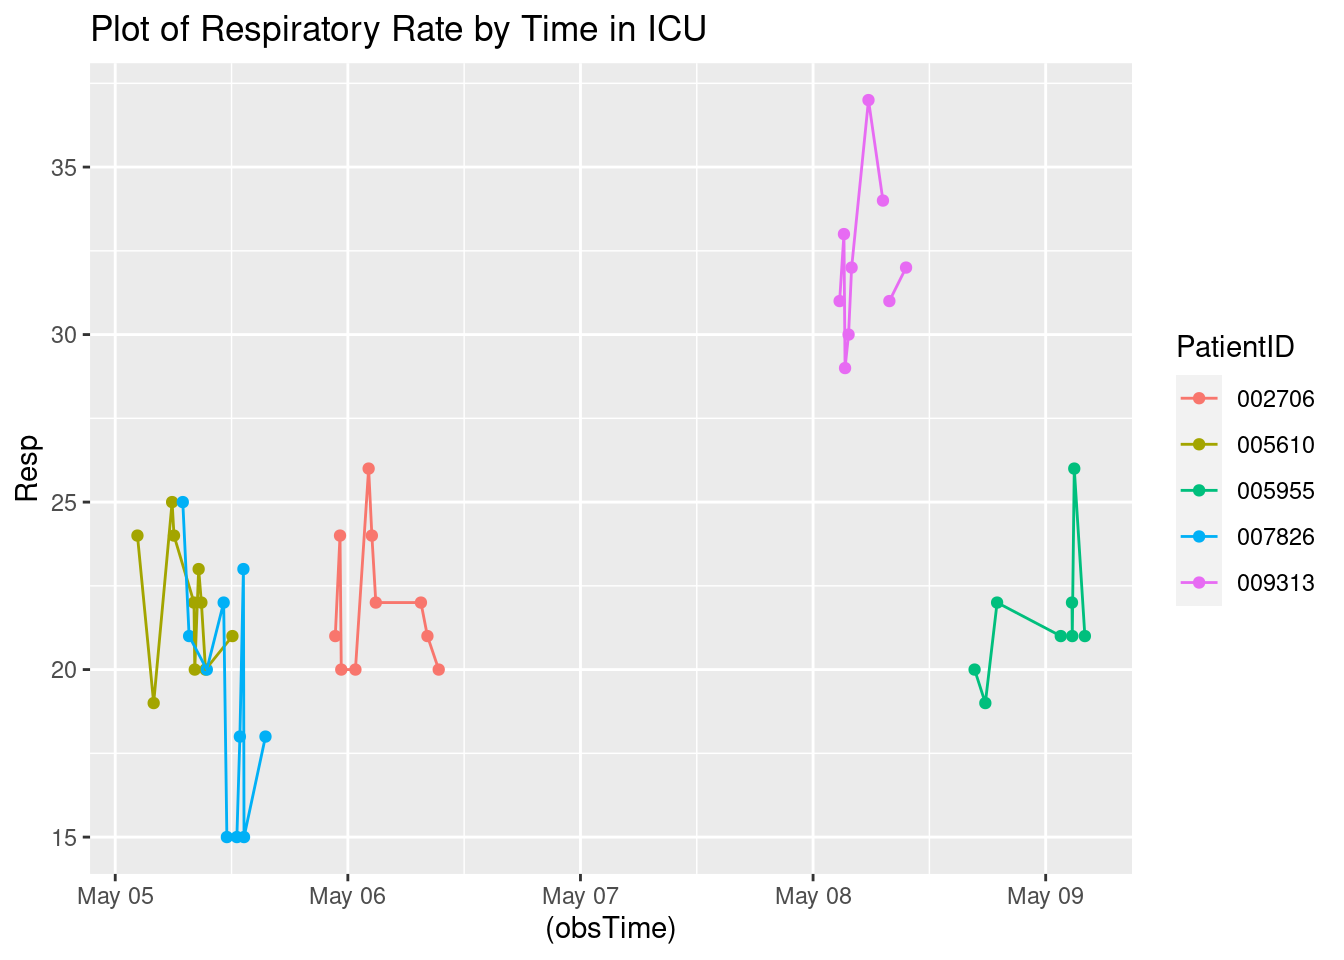 Plot of Respiratory Rate by Time in ICU
Resp
35
30
25
20
15
May 05
May 06
May 07
May 08
May 09
(obsTime)
PatientID
002706
005610
005955
007826
009313